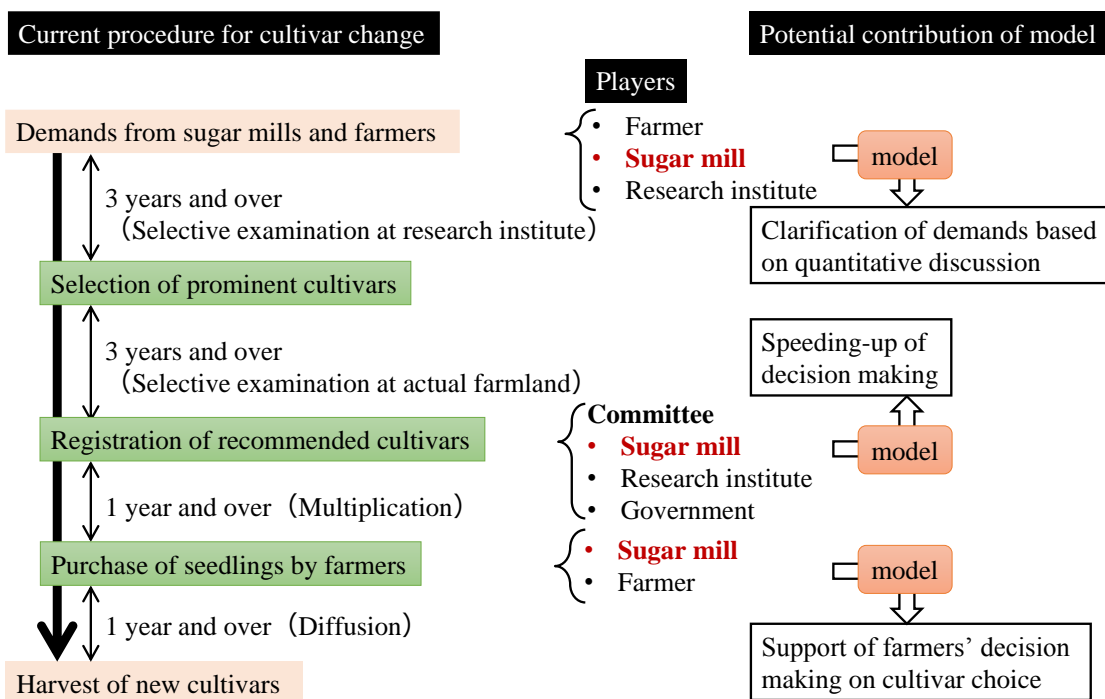 Current procedure for cultivar change
Potential contribution of model
Players
Demands from sugar mills and farmers
• Farmer
• Sugar mill
• Research institute
model
3 years and over
（Selective examination at research institute）
Clarification of demands based
on quantitative discussion
Selection of prominent cultivars
3 years and over
（Selective examination at actual farmland）
Speeding-up of
decision making
Registration of recommended cultivars
Committee
• Sugar mill
• Research institute
• Government
model
1 year and over（Multiplication）
Purchase of seedlings by farmers
• Sugar mill
• Farmer
model
1 year and over（Diffusion）
Support of farmers’ decision
making on cultivar choice
Harvest of new cultivars